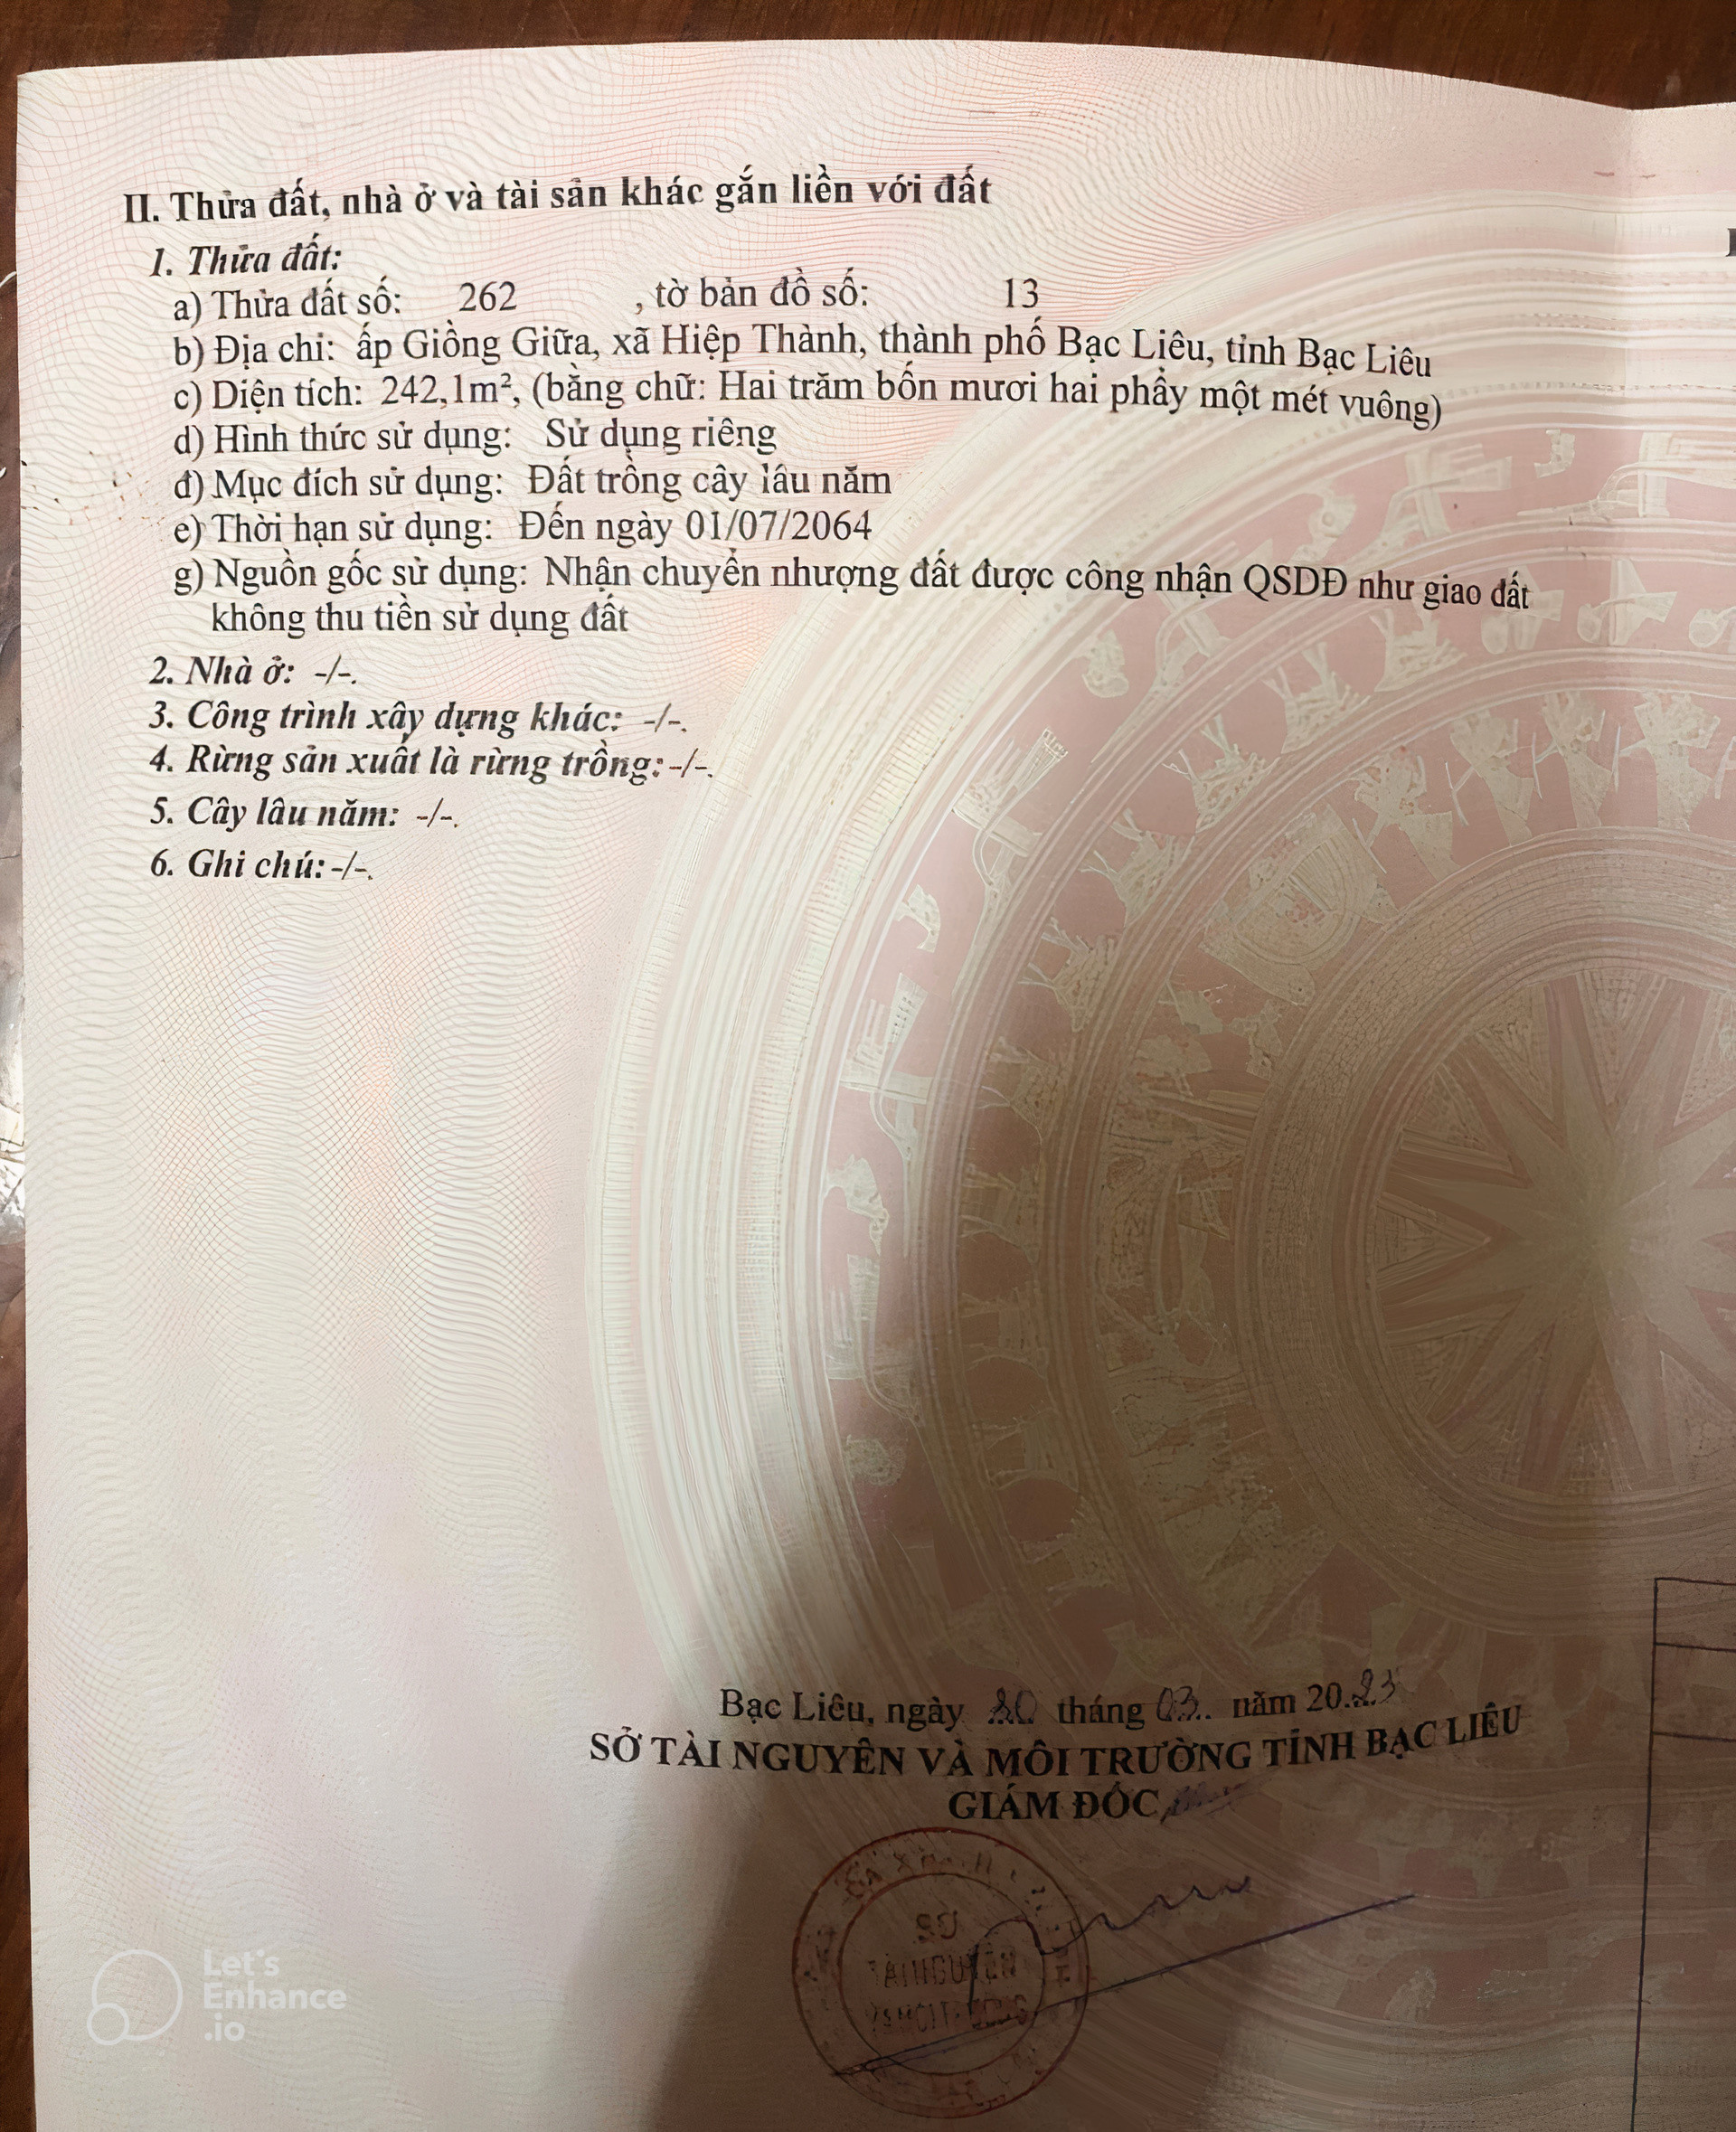 II. Thửa đất, nhà ở và tài sản khác gắn liền với đất
1. Thửa đất:
a) Thửa đất số: 262 , tờ bản đồ số: 13
b) Địa chỉ: ấp Giồng Giữa, xã Hiệp Thành, thành phố Bạc Liêu, tỉnh Bạc Liêu
c) Diện tích: 242,1m², (bằng chữ: Hai trăm bốn mươi hai phẩy một mét vuông)
d) Hình thức sử dụng: Sử dụng riêng
đ) Mục đích sử dụng: Đất trồng cây lâu năm
e) Thời hạn sử dụng: Đến ngày 01/07/2064
g) Nguồn gốc sử dụng: Nhận chuyển nhượng đất được công nhận QSDĐ như giao đất
không thu tiền sử dụng đất
2. Nhà ở: -/-.
3. Công trình xây dựng khác: -/-.
4. Rừng sản xuất là rừng trồng: -/-.
5. Cây lâu năm: -/-.
6. Ghi chú: -/-.
Bạc Liêu, ngày 20 tháng 03.. năm 20.23
SỞ TÀI NGUYÊN VÀ MÔI TRƯỜNG TỈNH BẠC LIÊU
GIÁM ĐỐC
SỞ
TÀI NGUYÊN
Let's
Enhance
.io